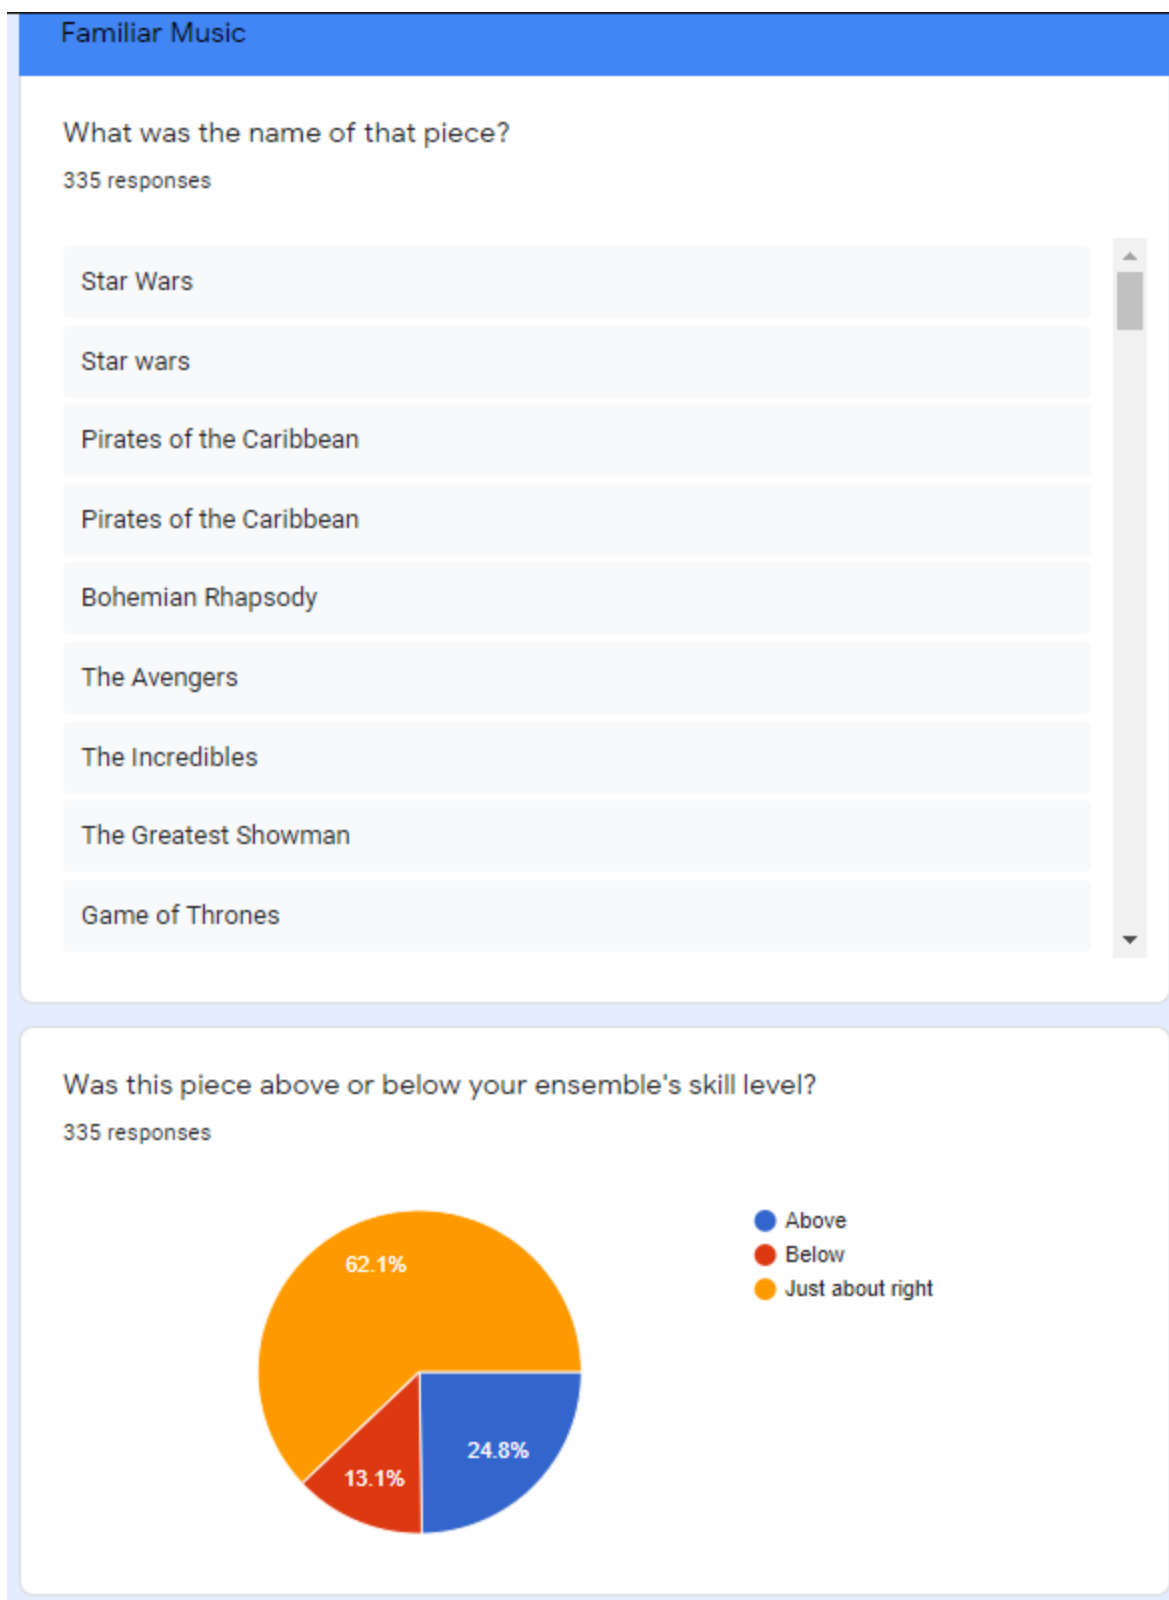 Familiar Music
What was the name of that piece?
335 responses
Star Wars
Star wars
Pirates of the Caribbean
Pirates of the Caribbean
Bohemian Rhapsody
The Avengers
The Incredibles
The Greatest Showman
Game of Thrones
Was this piece above or below your ensemble's skill level?
335 responses
62.1%
24.8%
13.1%
Above
Below
Just about right